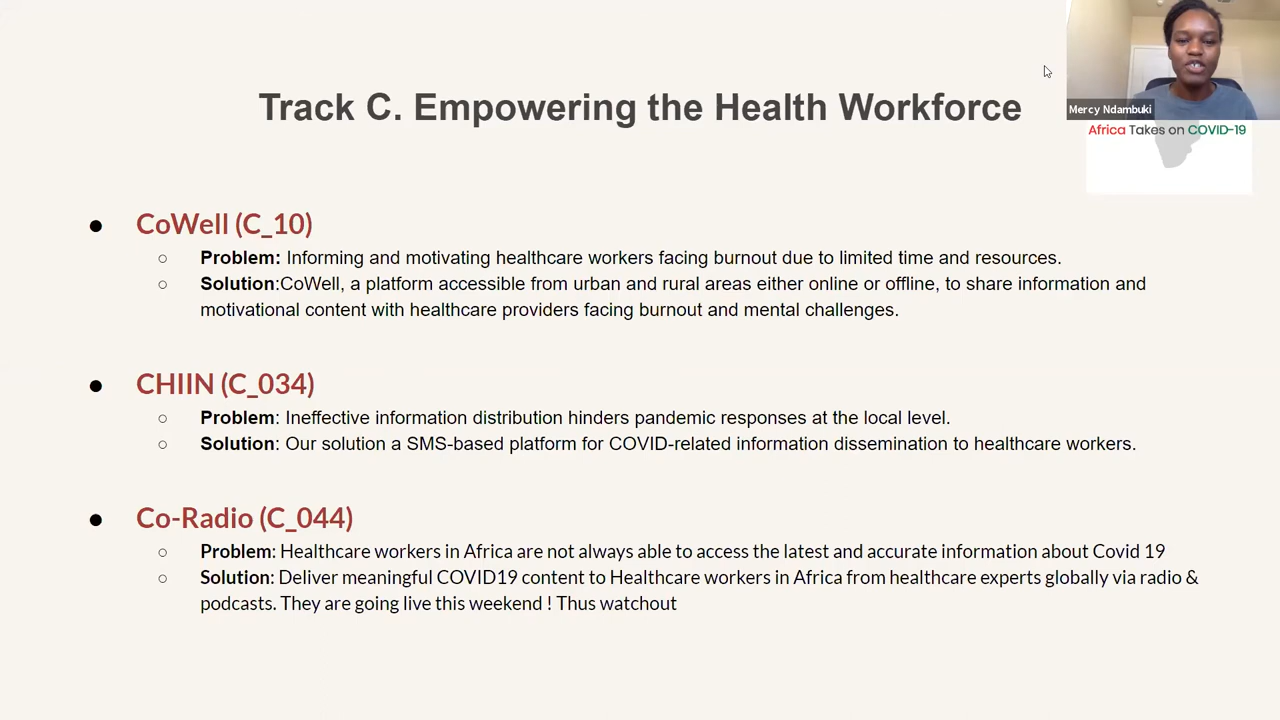 Track C. Empowering the Health Workforce
Mercy Ndambuki
Africa Takes on COVID-19
● CoWell (C_10)
○ Problem: Informing and motivating healthcare workers facing burnout due to limited time and resources.
○ Solution:CoWell, a platform accessible from urban and rural areas either online or offline, to share information and
motivational content with healthcare providers facing burnout and mental challenges.
● CHIIN (C_034)
○ Problem: Ineffective information distribution hinders pandemic responses at the local level.
○ Solution: Our solution a SMS-based platform for COVID-related information dissemination to healthcare workers.
● Co-Radio (C_044)
○ Problem: Healthcare workers in Africa are not always able to access the latest and accurate information about Covid 19
○ Solution: Deliver meaningful COVID19 content to Healthcare workers in Africa from healthcare experts globally via radio &
podcasts. They are going live this weekend ! Thus watchout